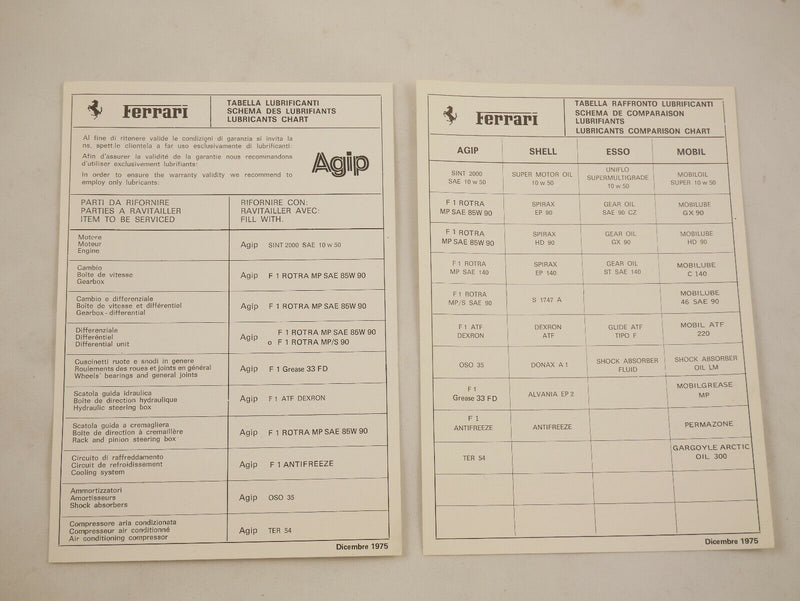 Ferrari
TABELLA LUBRIFICANTI
SCHEMA DES LUBRIFIANTS
LUBRICANTS CHART
Al fine di ritenere valide le condizioni di garanzia si invita la
ns. spett.le clientela a far uso esclusivamente di lubrificanti:
Afin d'assurer la validité de la garantie nous recommandons
d'utiliser exclusivement lubrifiants:
In order to ensure the warranty validity we recommend to
employ only lubricants:
Agip
PARTI DA RIFORNIRE
PARTIES A RAVITAILLER
ITEM TO BE SERVICED
RIFORNIRE CON:
RAVITAILLER AVEC:
FILL WITH.
Motore
Moteur
Engine
Agip SINT 2000 SAE 10 w 50
Cambio
Boite de vitesse
Gearbox
Agip F 1 ROTRA MP SAE 85W 90
Cambio e differenziale
Boite de vitesse et différentiel
Gearbox - differential
Agip F 1 ROTRA MP SAE 85W 90
Differenziale
Différentiel
Differential unit
Agip F 1 ROTRA MP SAE 85W 90
o F 1 ROTRA MP/S 90
Cuscinetti ruote e snodi in genere
Roulements des roues et joints en général
Wheels' bearings and general joints
Agip F 1 Grease 33 FD
Scatola guida idraulica
Boite de direction hydraulique
Hydraulic steering box
Agip F 1 ATF DEXRON
Scatola guida a cremagliera
Boite de direction à cremaillère
Rack and pinion steering box
Agip F 1 ROTRA MP SAE 85W 90
Circuito di raffreddamento
Circuit de refroidissement
Cooling system
Agip F 1 ANTIFREEZE
Ammortizzatori
Amortisseurs
Shock absorbers
Agip OSO 35
Compressore aria condizionata
Compresseur air conditionné
Air conditioning compressor
Agip TER 54
Dicembre 1975
Ferrari
TABELLA RAFFRONTO LUBRIFICANTI
SCHEMA DE COMPARAISON
LUBRIFIANTS
LUBRICANTS COMPARISON CHART
AGIP SHELL ESSO MOBIL
SINT 2000
SAE 10 w 50
SUPER MOTOR OIL
10 w 50
UNIFLO
SUPERMULTIGRADE
10 w 50
MOBILOIL
SUPER 10 w 50
F 1 ROTRA
MP SAE 85W 90
SPIRAX
EP 90
GEAR OIL
SAE 90 CZ
MOBILUBE
GX 90
F 1 ROTRA
MP SAE 85W 90
SPIRAX
HD 90
GEAR OIL
GX 90
MOBILUBE
HD 90
F 1 ROTRA
MP SAE 140
SPIRAX
EP 140
GEAR OIL
ST SAE 140
MOBILUBE
C 140
F 1 ROTRA
MP/S SAE 90
S 1747 A
MOBILUBE
46 SAE 90
F 1 ATF
DEXRON
DEXRON
ATF
GLIDE ATF
TIPO F
MOBIL ATF
220
OSO 35
DONAX A 1
SHOCK ABSORBER
FLUID
SHOCK ABSORBER
OIL LM
F 1
Grease 33 FD
ALVANIA EP 2
MOBILGREASE
MP
F 1
ANTIFREEZE
ANTIFREEZE
PERMAZONE
TER 54
GARGOYLE ARCTIC
OIL 300
Dicembre 1975